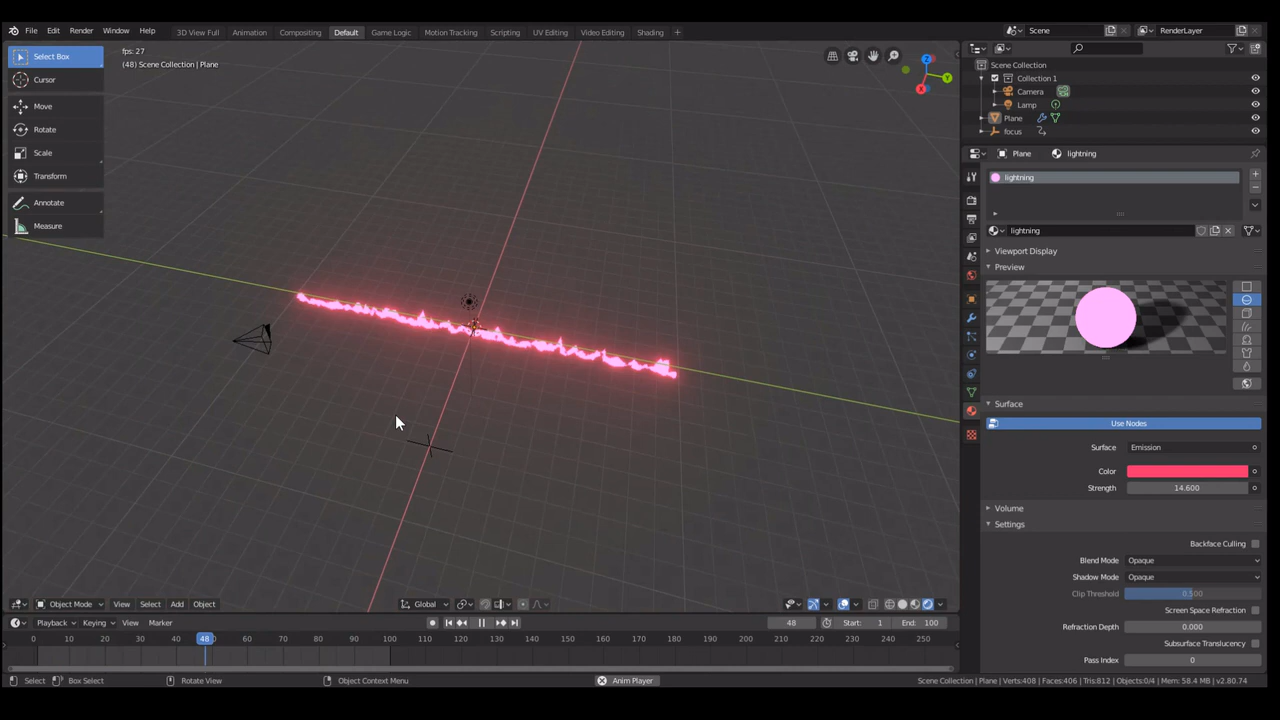 File Edit Render Window Help
3D View Full Animation Compositing Default Game Logic Motion Tracking Scripting UV Editing Video Editing Shading +
Scene
RenderLayer
Select Box
Cursor
Move
Rotate
Scale
Transform
Annotate
Measure
fps: 27
(48) Scene Collection | Plane
Z
Y
X
Scene Collection
Collection 1
Camera
Lamp
Plane
focus
Plane lightning
lightning
lightning
Viewport Display
Preview
Surface
Use Nodes
Surface Emission
Color
Strength 14.600
Volume
Settings
Backface Culling
Blend Mode Opaque
Shadow Mode Opaque
Clip Threshold 0.500
Screen Space Refraction
Refraction Depth 0.000
Subsurface Translucency
Pass Index 0
Object Mode View Select Add Object Global
Playback Keying View Marker 48 Start: 1 End: 100
0 10 20 30 40 48 60 70 80 90 100 110 120 130 140 150 160 170 180 190 200 210 220 230 240 250
Select Box Select Rotate View Object Context Menu Anim Player Scene Collection | Plane | Verts:408 | Faces:406 | Tris:812 | Objects:0/4 | Mem: 58.4 MB | v2.80.74